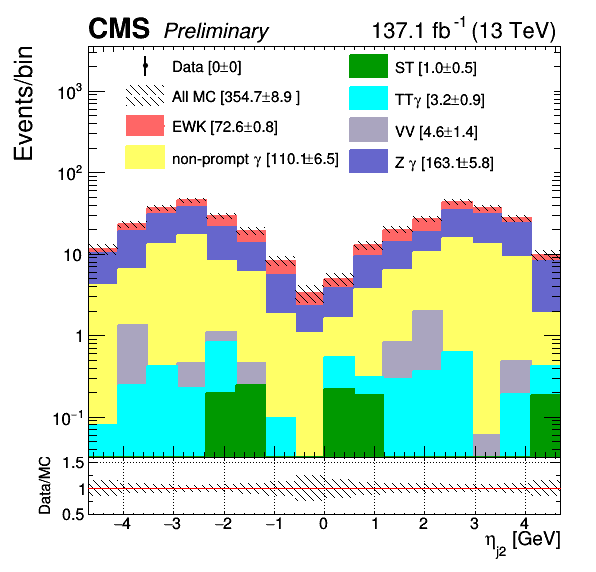 CMS Preliminary 137.1 fb⁻¹ (13 TeV)
Events/bin
Data [0±0]
All MC [354.7±8.9 ]
EWK [72.6±0.8]
non-prompt γ [110.1±6.5]
ST [1.0±0.5]
TTγ [3.2±0.9]
VV [4.6±1.4]
Z γ [163.1±5.8]
10³
10²
10
1
10⁻¹
Data/MC
1.5
1
0.5
−4 −3 −2 −1 0 1 2 3 4
η_j2 [GeV]